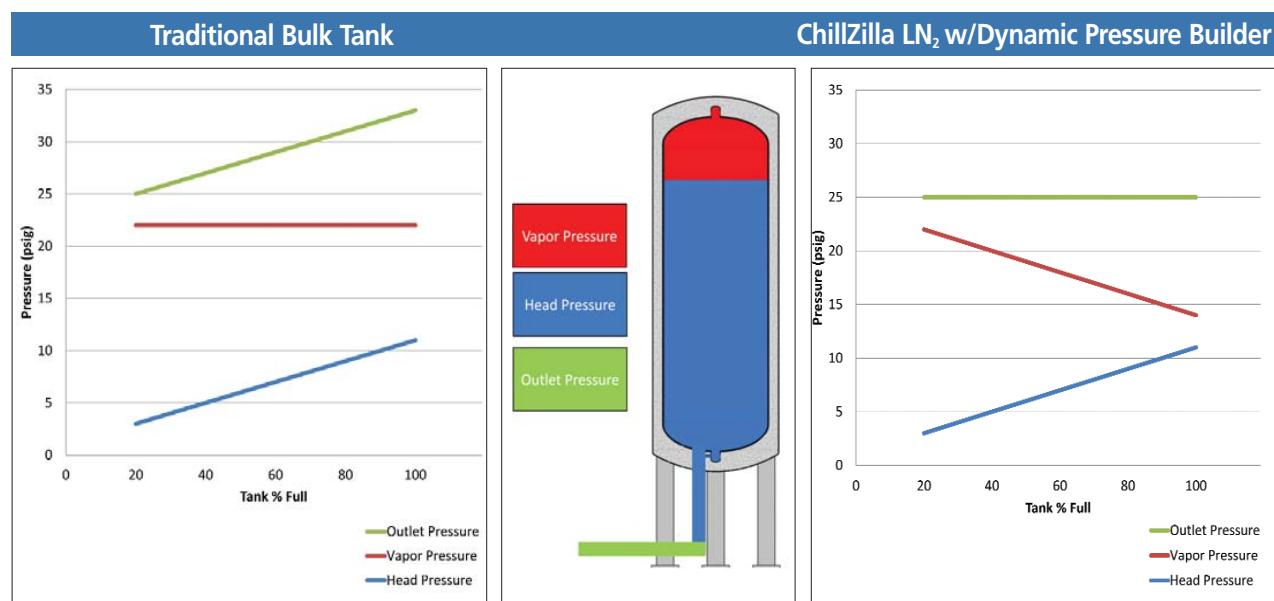 Traditional Bulk Tank
ChillZilla LN₂ w/Dynamic Pressure Builder
35
30
25
20
15
10
5
0
Pressure (psig)
0 20 40 60 80 100
Tank % Full
Outlet Pressure
Vapor Pressure
Head Pressure
Vapor Pressure
Head Pressure
Outlet Pressure
35
30
25
20
15
10
5
0
Pressure (psig)
0 20 40 60 80 100
Tank % Full
Outlet Pressure
Vapor Pressure
Head Pressure